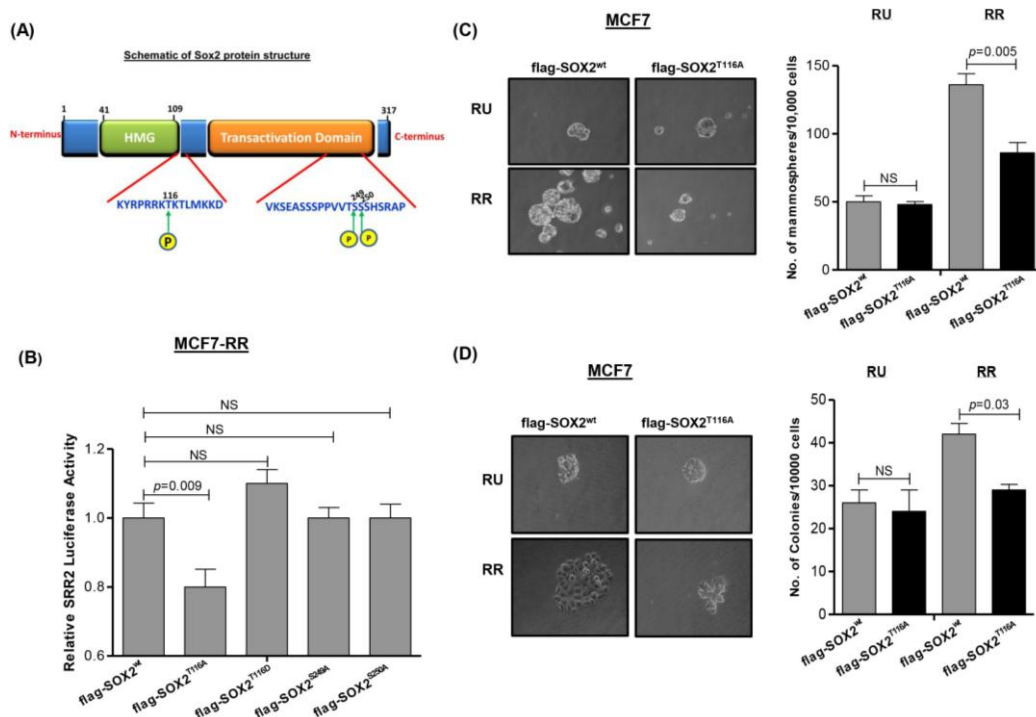 (A)
Schematic of Sox2 protein structure
1 41 109 317
N-terminus HMG Transactivation Domain C-terminus
116 249 250
KYRPRRKTKTLMKKD VKSEASSSPPVVTSSSHSRAP
P P P
(B)
MCF7-RR
NS
NS
NS
p=0.009
Relative SRR2 Luciferase Activity
1.2
1.0
0.8
0.6
flag-SOX2wt
flag-SOX2T116A
flag-SOX2T116D
flag-SOX2S249A
flag-SOX2S250A
(C)
MCF7
flag-SOX2wt flag-SOX2T116A
RU
RR
RU RR
p=0.005
NS
No. of mammospheres/10,000 cells
150
100
50
0
flag-SOX2wt
flag-SOX2T116A
flag-SOX2wt
flag-SOX2T116A
(D)
MCF7
flag-SOX2wt flag-SOX2T116A
RU
RR
RU RR
p=0.03
NS
No. of Colonies/10000 cells
50
40
30
20
10
0
flag-SOX2wt
flag-SOX2T116A
flag-SOX2wt
flag-SOX2T116A